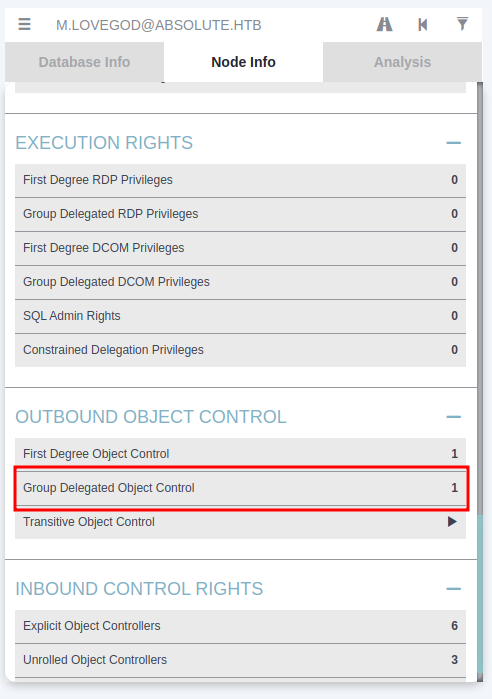 M.LOVEGOD@ABSOLUTE.HTB
Database Info Node Info Analysis
EXECUTION RIGHTS
First Degree RDP Privileges 0
Group Delegated RDP Privileges 0
First Degree DCOM Privileges 0
Group Delegated DCOM Privileges 0
SQL Admin Rights 0
Constrained Delegation Privileges 0
OUTBOUND OBJECT CONTROL
First Degree Object Control 1
Group Delegated Object Control 1
Transitive Object Control
INBOUND CONTROL RIGHTS
Explicit Object Controllers 6
Unrolled Object Controllers 3